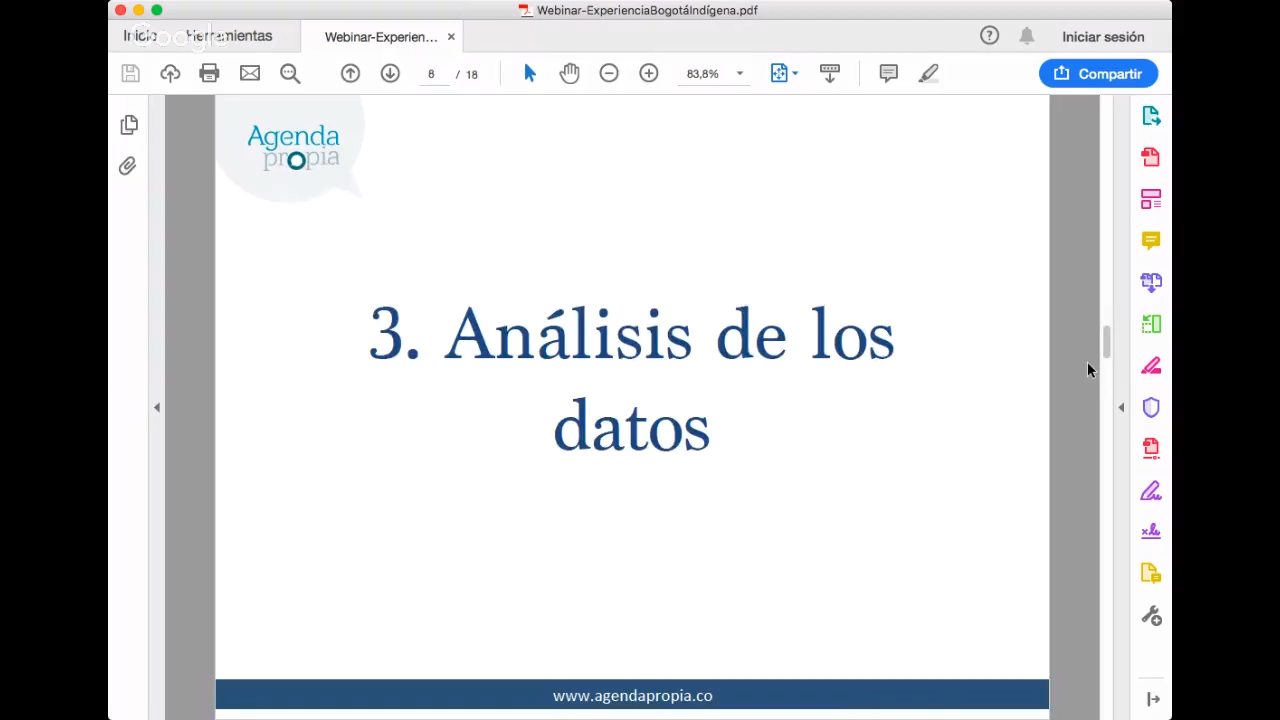 Webinar-ExperienciaBogotáIndígena.pdf
Inicio Herramientas Webinar-Experien... ×
Google
Iniciar sesión
8 / 18 83,8% Compartir
Agenda
propia
3. Análisis de los
datos
www.agendapropia.co